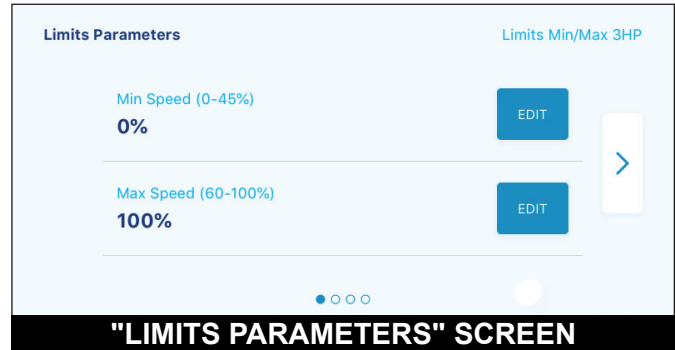 Limits Parameters
Limits Min/Max 3HP
Min Speed (0-45%)
0%
EDIT
Max Speed (60-100%)
100%
EDIT
"LIMITS PARAMETERS" SCREEN